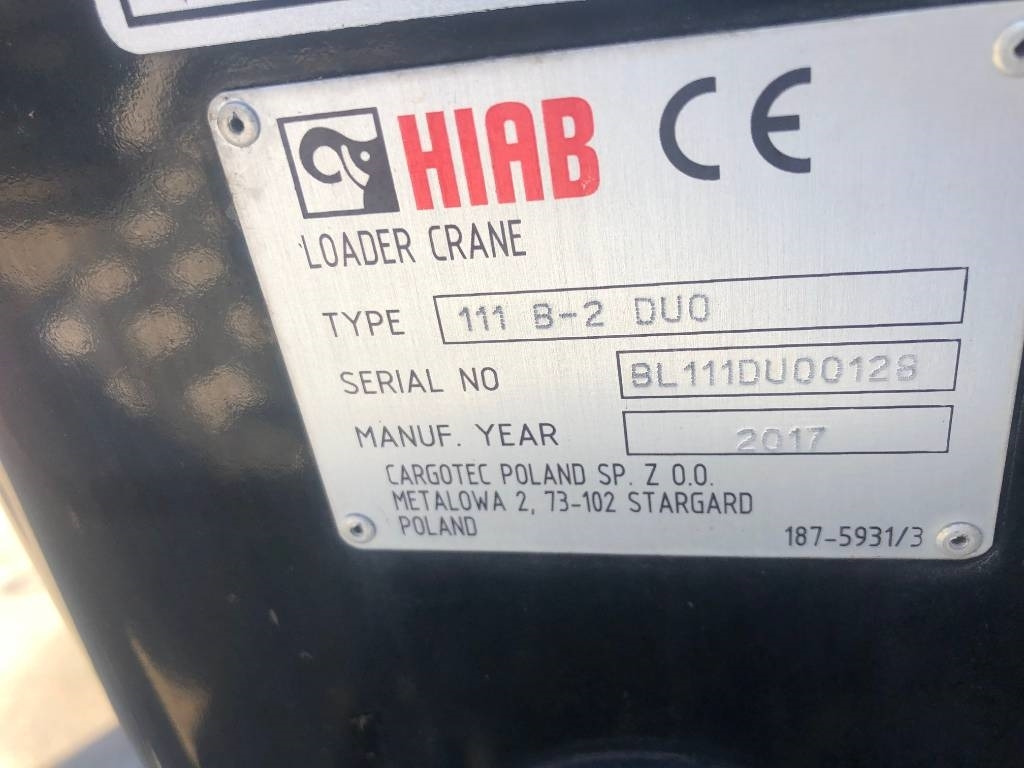 HIAB CE
LOADER CRANE
TYPE 111 B-2 DUO
SERIAL NO BL111DU00128
MANUF. YEAR 2017
CARGOTEC POLAND SP. Z O.O.
METALOWA 2, 73-102 STARGARD
POLAND
187-5931/3